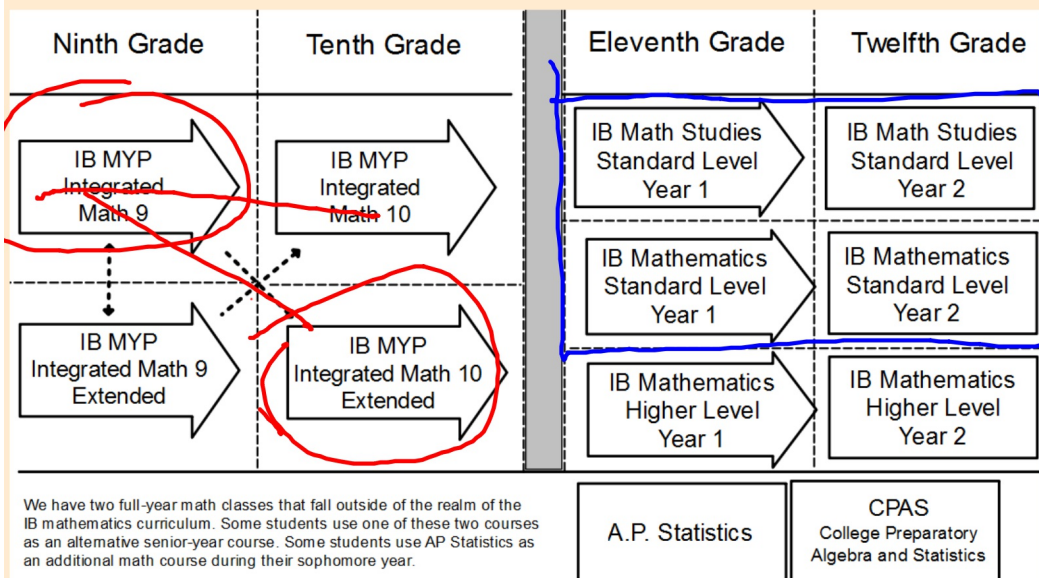 Ninth Grade
Tenth Grade
Eleventh Grade
Twelfth Grade
IB MYP
Integrated
Math 9
IB MYP
Integrated
Math 10
IB Math Studies
Standard Level
Year 1
IB Math Studies
Standard Level
Year 2
IB Mathematics
Standard Level
Year 1
IB Mathematics
Standard Level
Year 2
IB MYP
Integrated Math 9
Extended
IB MYP
Integrated Math 10
Extended
IB Mathematics
Higher Level
Year 1
IB Mathematics
Higher Level
Year 2
We have two full-year math classes that fall outside of the realm of the
IB mathematics curriculum. Some students use one of these two courses
as an alternative senior-year course. Some students use AP Statistics as
an additional math course during their sophomore year.
A.P. Statistics
CPAS
College Preparatory
Algebra and Statistics